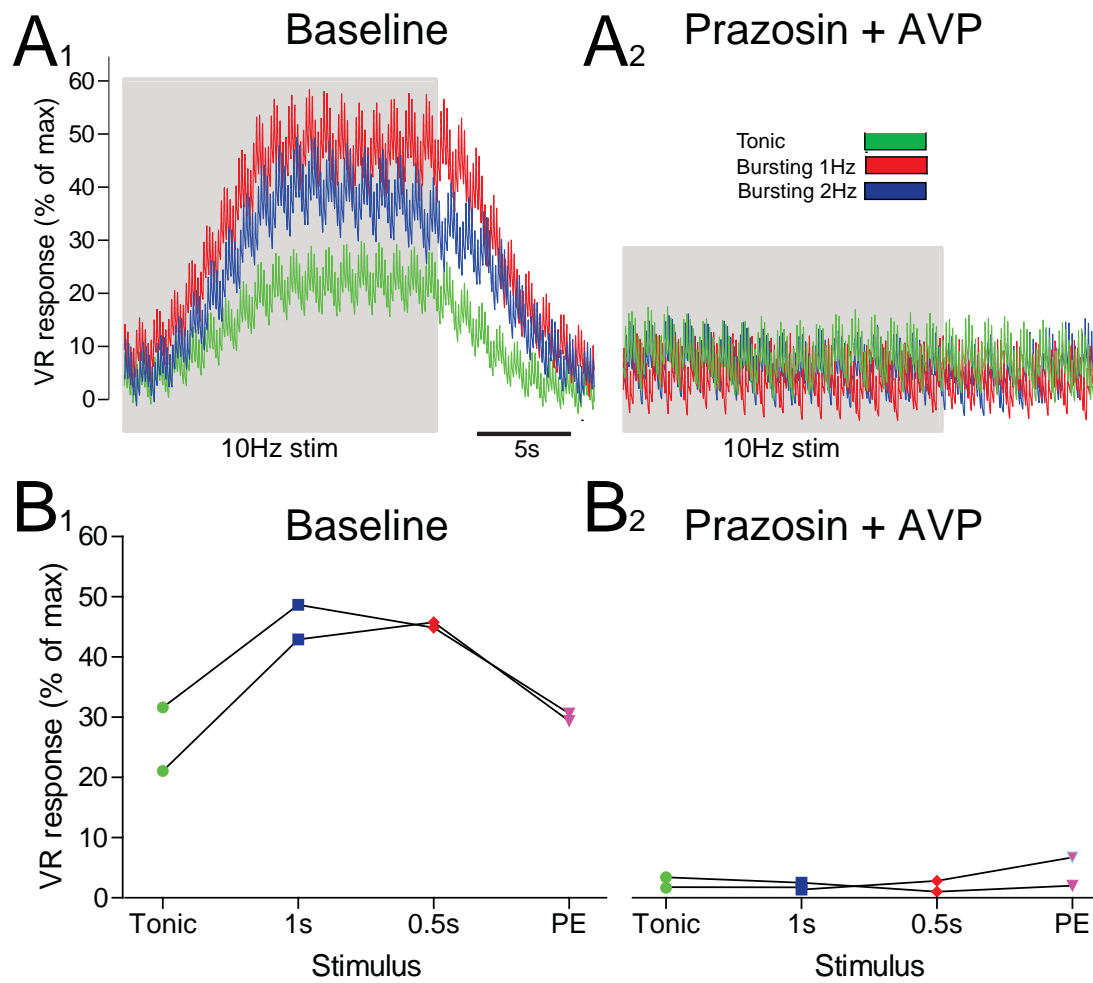 A1 Baseline
A2 Prazosin + AVP
VR response (% of max)
60
50
40
30
20
10
0
10Hz stim
5s
Tonic
Bursting 1Hz
Bursting 2Hz
10Hz stim
B1 Baseline
B2 Prazosin + AVP
VR response (% of max)
60
50
40
30
20
10
0
Tonic 1s 0.5s PE
Stimulus
Tonic 1s 0.5s PE
Stimulus